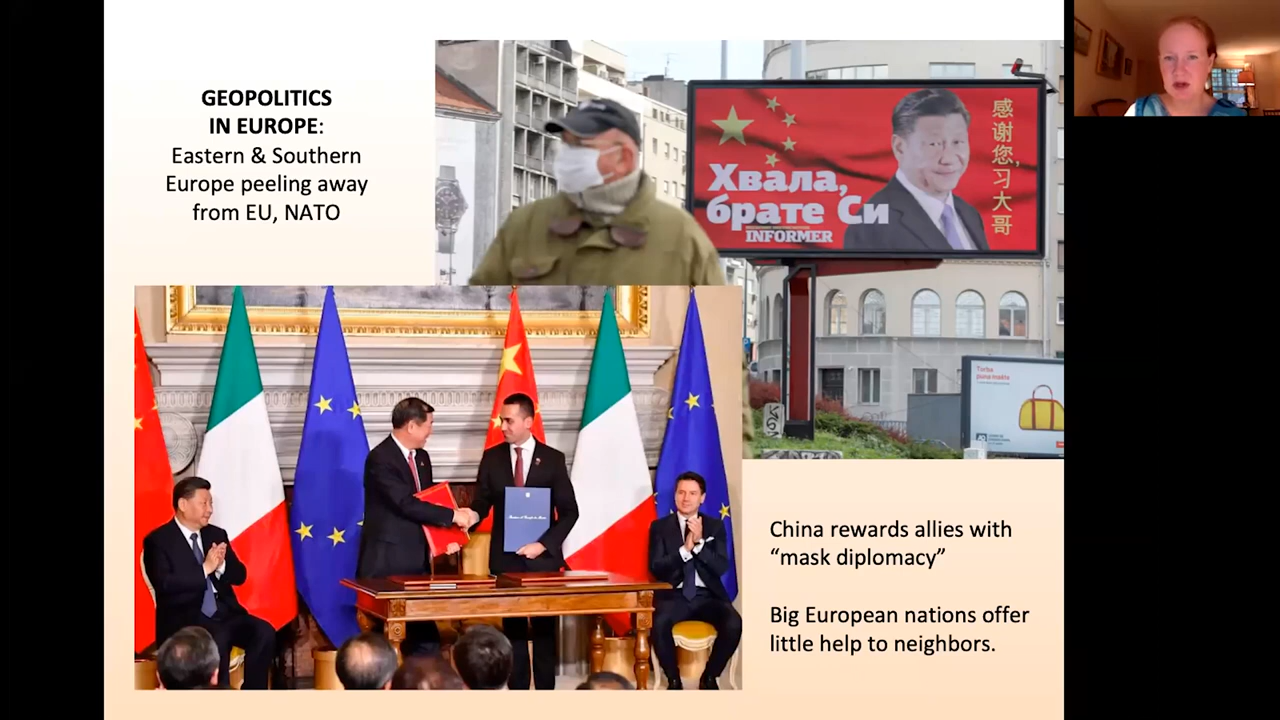 GEOPOLITICS
IN EUROPE:
Eastern & Southern
Europe peeling away
from EU, NATO
Хвала,
брате Си
INFORMER
感谢您,习大哥
China rewards allies with
“mask diplomacy”
Big European nations offer
little help to neighbors.